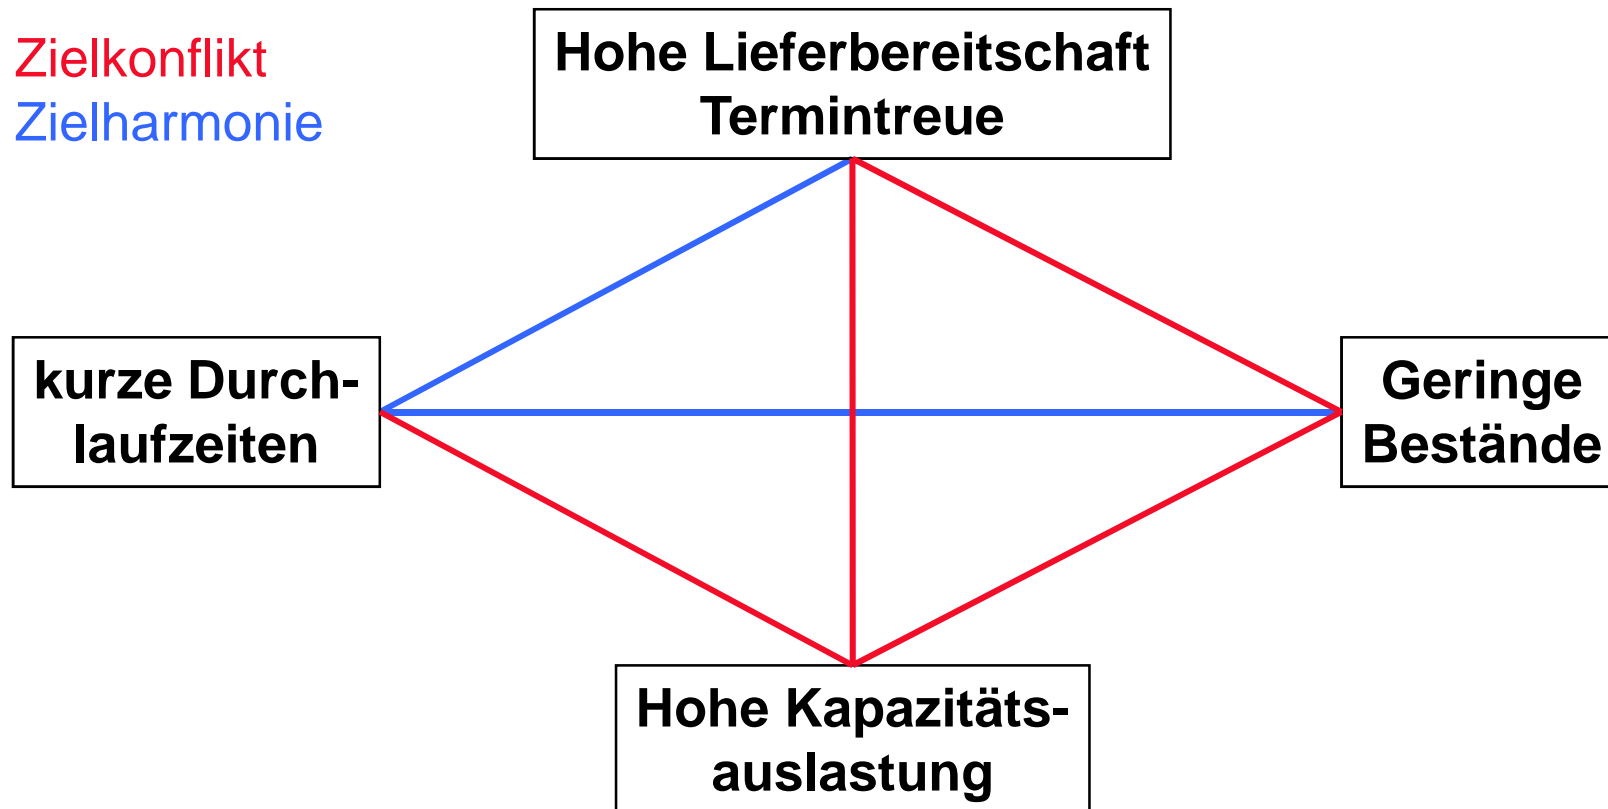 Zielkonflikt
Zielharmonie
Hohe Lieferbereitschaft
Termintreue
kurze Durch-
laufzeiten
Geringe
Bestände
Hohe Kapazitäts-
auslastung